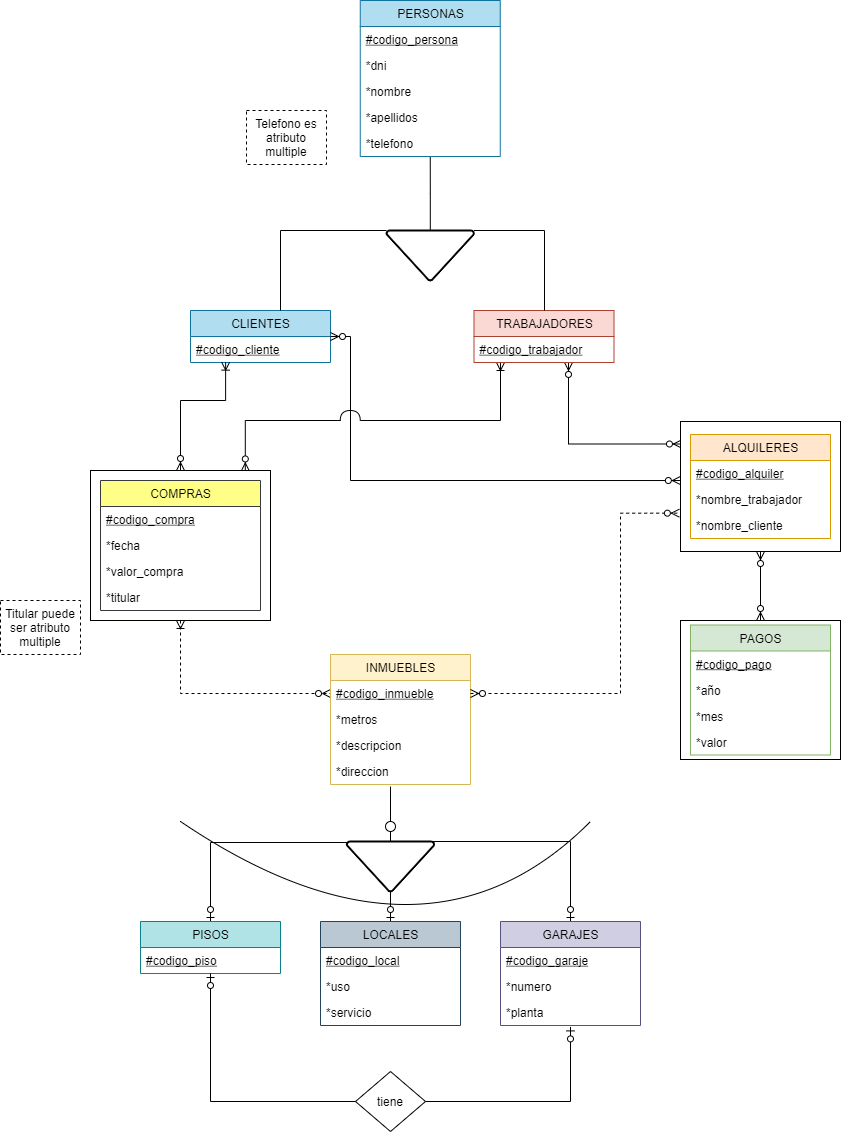 PERSONAS
#codigo_persona
*dni
*nombre
*apellidos
*telefono
Telefono es
atributo
multiple
CLIENTES
#codigo_cliente
TRABAJADORES
#codigo_trabajador
ALQUILERES
#codigo_alquiler
*nombre_trabajador
*nombre_cliente
COMPRAS
#codigo_compra
*fecha
*valor_compra
*titular
Titular puede
ser atributo
multiple
INMUEBLES
#codigo_inmueble
*metros
*descripcion
*direccion
PAGOS
#codigo_pago
*año
*mes
*valor
PISOS
#codigo_piso
LOCALES
#codigo_local
*uso
*servicio
GARAJES
#codigo_garaje
*numero
*planta
tiene